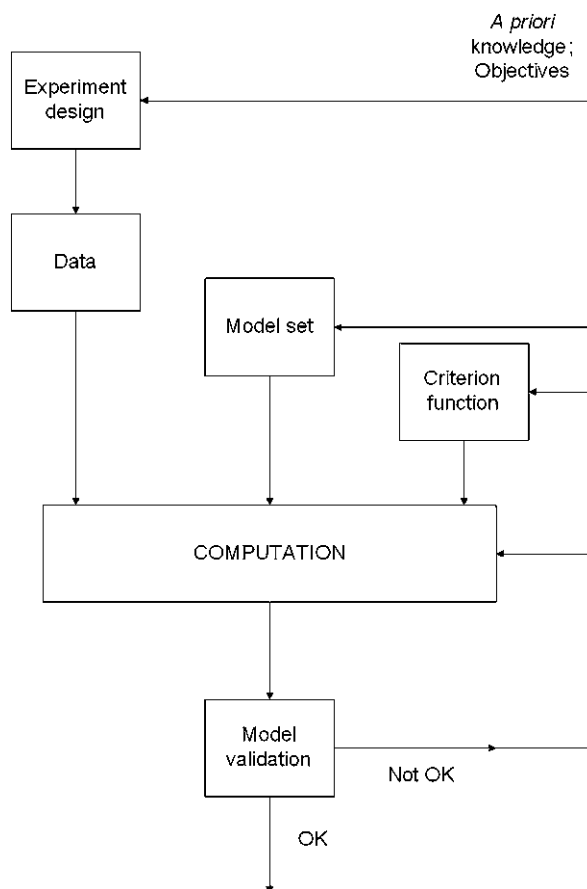 A priori
knowledge;
Objectives
Experiment
design
Data
Model set
Criterion
function
COMPUTATION
Model
validation
Not OK
OK